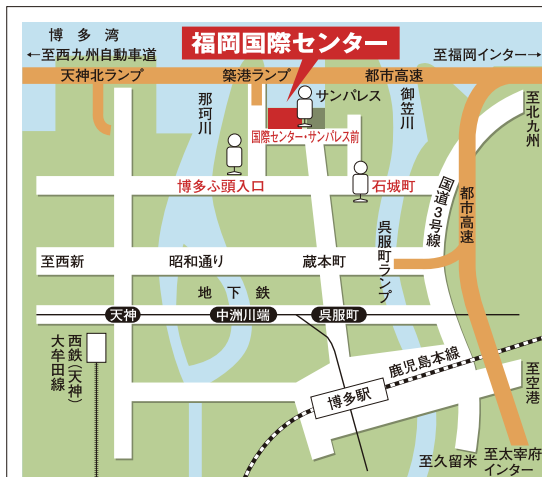 博多湾
福岡国際センター
←至西九州自動車道
至福岡インター→
天神北ランプ
築港ランプ
都市高速
サンパレス
那珂川
御笠川
至北九州
国際センター・サンパレス前
博多ふ頭入口
石城町
国道3号線
都市高速
呉服町ランプ
至西新
昭和通り
蔵本町
地下鉄
天神
中洲川端
呉服町
西鉄(天神)
大牟田線
鹿児島本線
博多駅
至空港
至久留米
至太宰府
インター